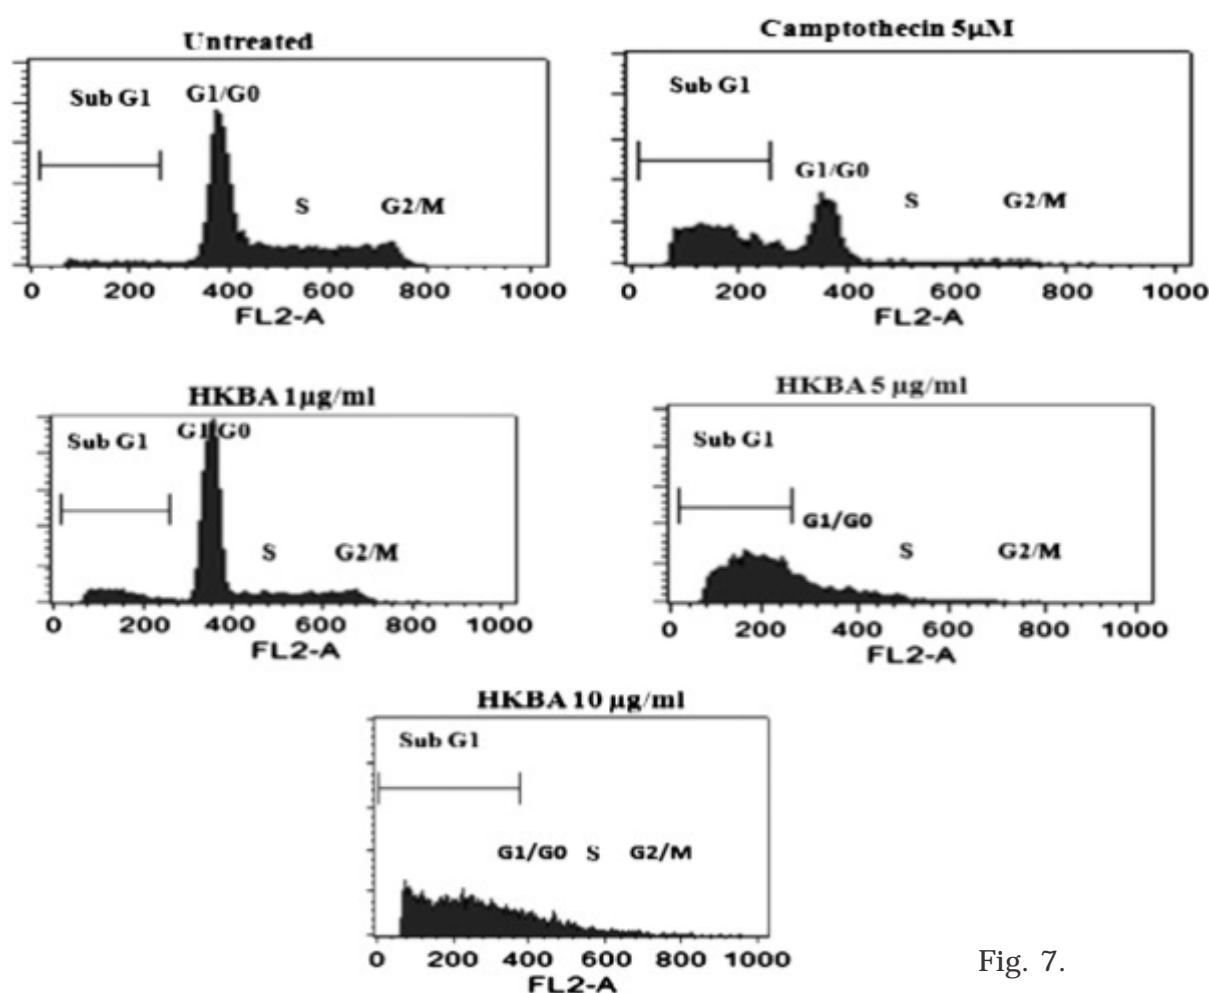 Untreated
Sub G1
G1/G0
S
G2/M
0 200 400 600 800 1000
FL2-A
Camptothecin 5µM
Sub G1
G1/G0
S
G2/M
0 200 400 600 800 1000
FL2-A
HKBA 1µg/ml
Sub G1
G1/G0
S
G2/M
0 200 400 600 800 1000
FL2-A
HKBA 5 µg/ml
Sub G1
G1/G0
S
G2/M
0 200 400 600 800 1000
FL2-A
HKBA 10 µg/ml
Sub G1
G1/G0 S G2/M
0 200 400 600 800 1000
FL2-A
Fig. 7.